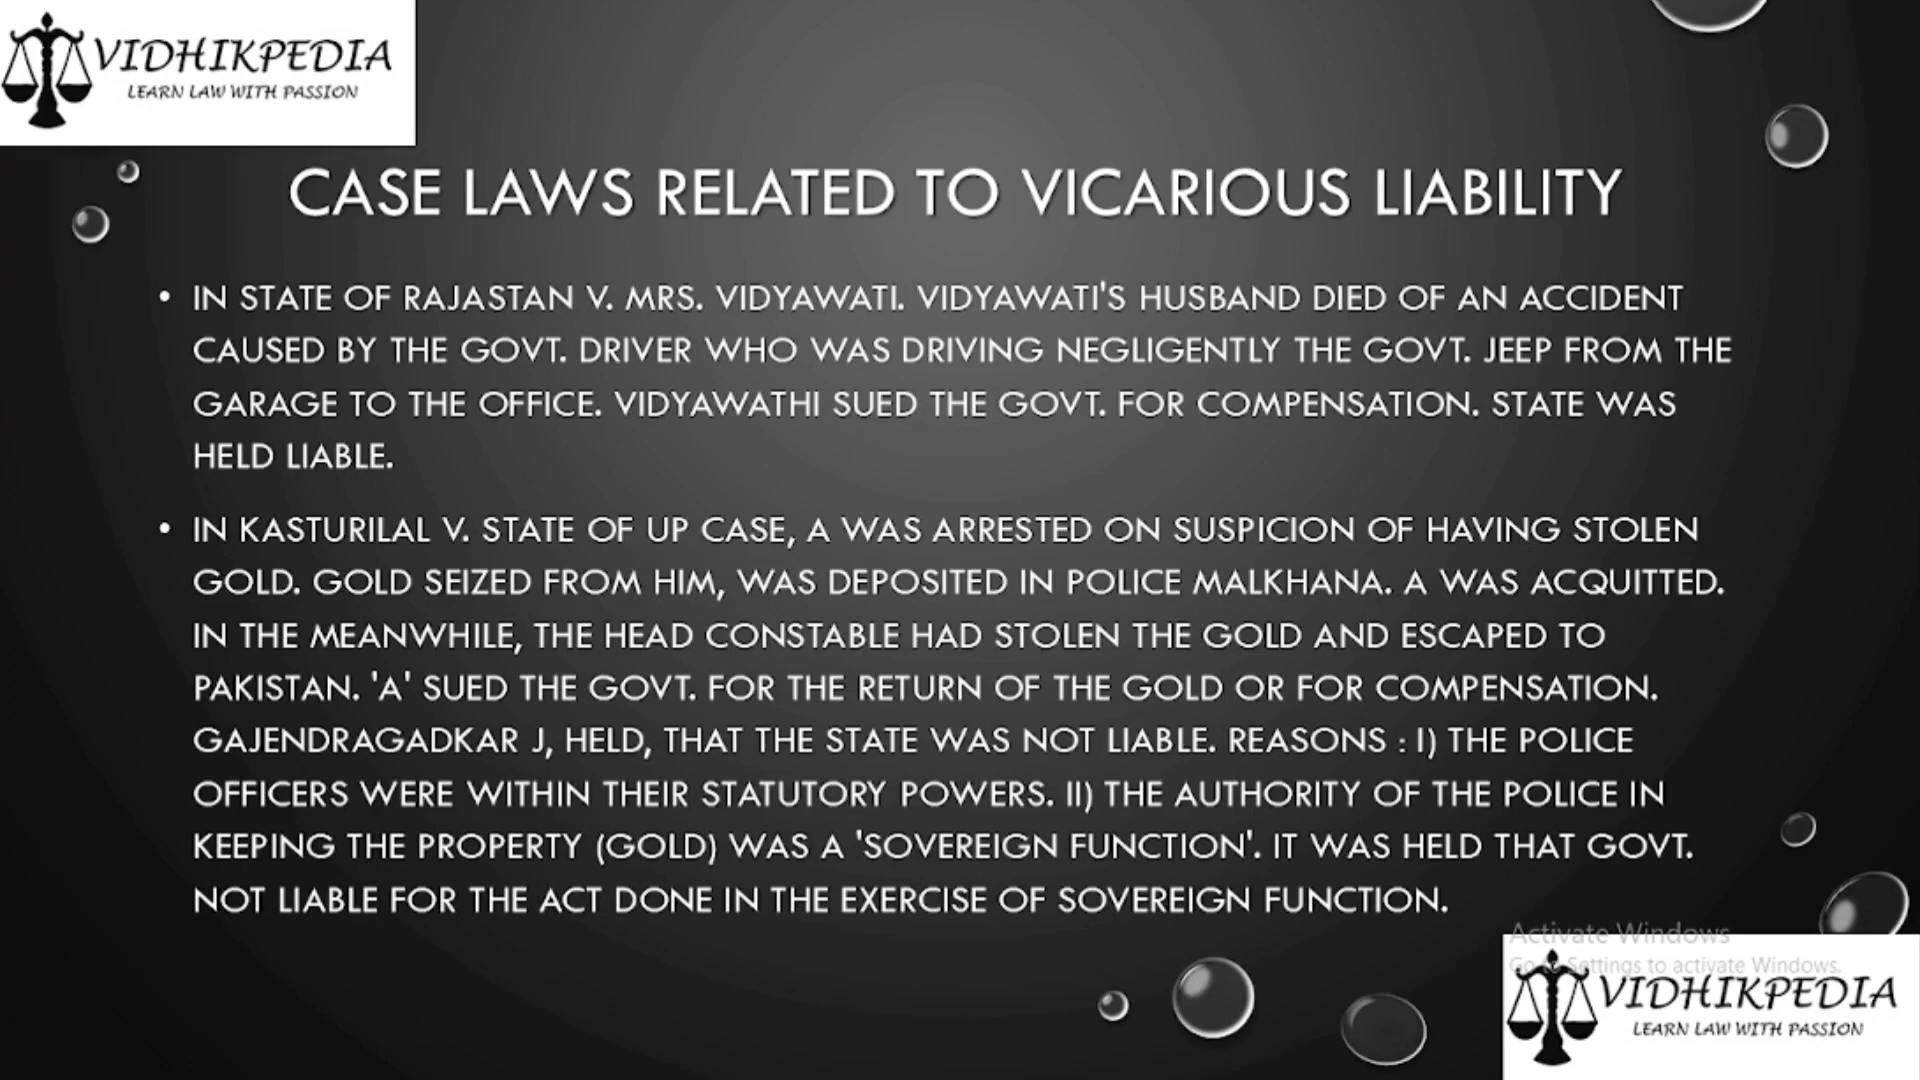 VIDHIKPEDIA
LEARN LAW WITH PASSION
CASE LAWS RELATED TO VICARIOUS LIABILITY
• IN STATE OF RAJASTAN V. MRS. VIDYAWATI. VIDYAWATI'S HUSBAND DIED OF AN ACCIDENT
CAUSED BY THE GOVT. DRIVER WHO WAS DRIVING NEGLIGENTLY THE GOVT. JEEP FROM THE
GARAGE TO THE OFFICE. VIDYAWATHI SUED THE GOVT. FOR COMPENSATION. STATE WAS
HELD LIABLE.
• IN KASTURILAL V. STATE OF UP CASE, A WAS ARRESTED ON SUSPICION OF HAVING STOLEN
GOLD. GOLD SEIZED FROM HIM, WAS DEPOSITED IN POLICE MALKHANA. A WAS ACQUITTED.
IN THE MEANWHILE, THE HEAD CONSTABLE HAD STOLEN THE GOLD AND ESCAPED TO
PAKISTAN. 'A' SUED THE GOVT. FOR THE RETURN OF THE GOLD OR FOR COMPENSATION.
GAJENDRAGADKAR J, HELD, THAT THE STATE WAS NOT LIABLE. REASONS : I) THE POLICE
OFFICERS WERE WITHIN THEIR STATUTORY POWERS. II) THE AUTHORITY OF THE POLICE IN
KEEPING THE PROPERTY (GOLD) WAS A 'SOVEREIGN FUNCTION'. IT WAS HELD THAT GOVT.
NOT LIABLE FOR THE ACT DONE IN THE EXERCISE OF SOVEREIGN FUNCTION.
Activate Windows
Go to Settings to activate Windows.
VIDHIKPEDIA
LEARN LAW WITH PASSION